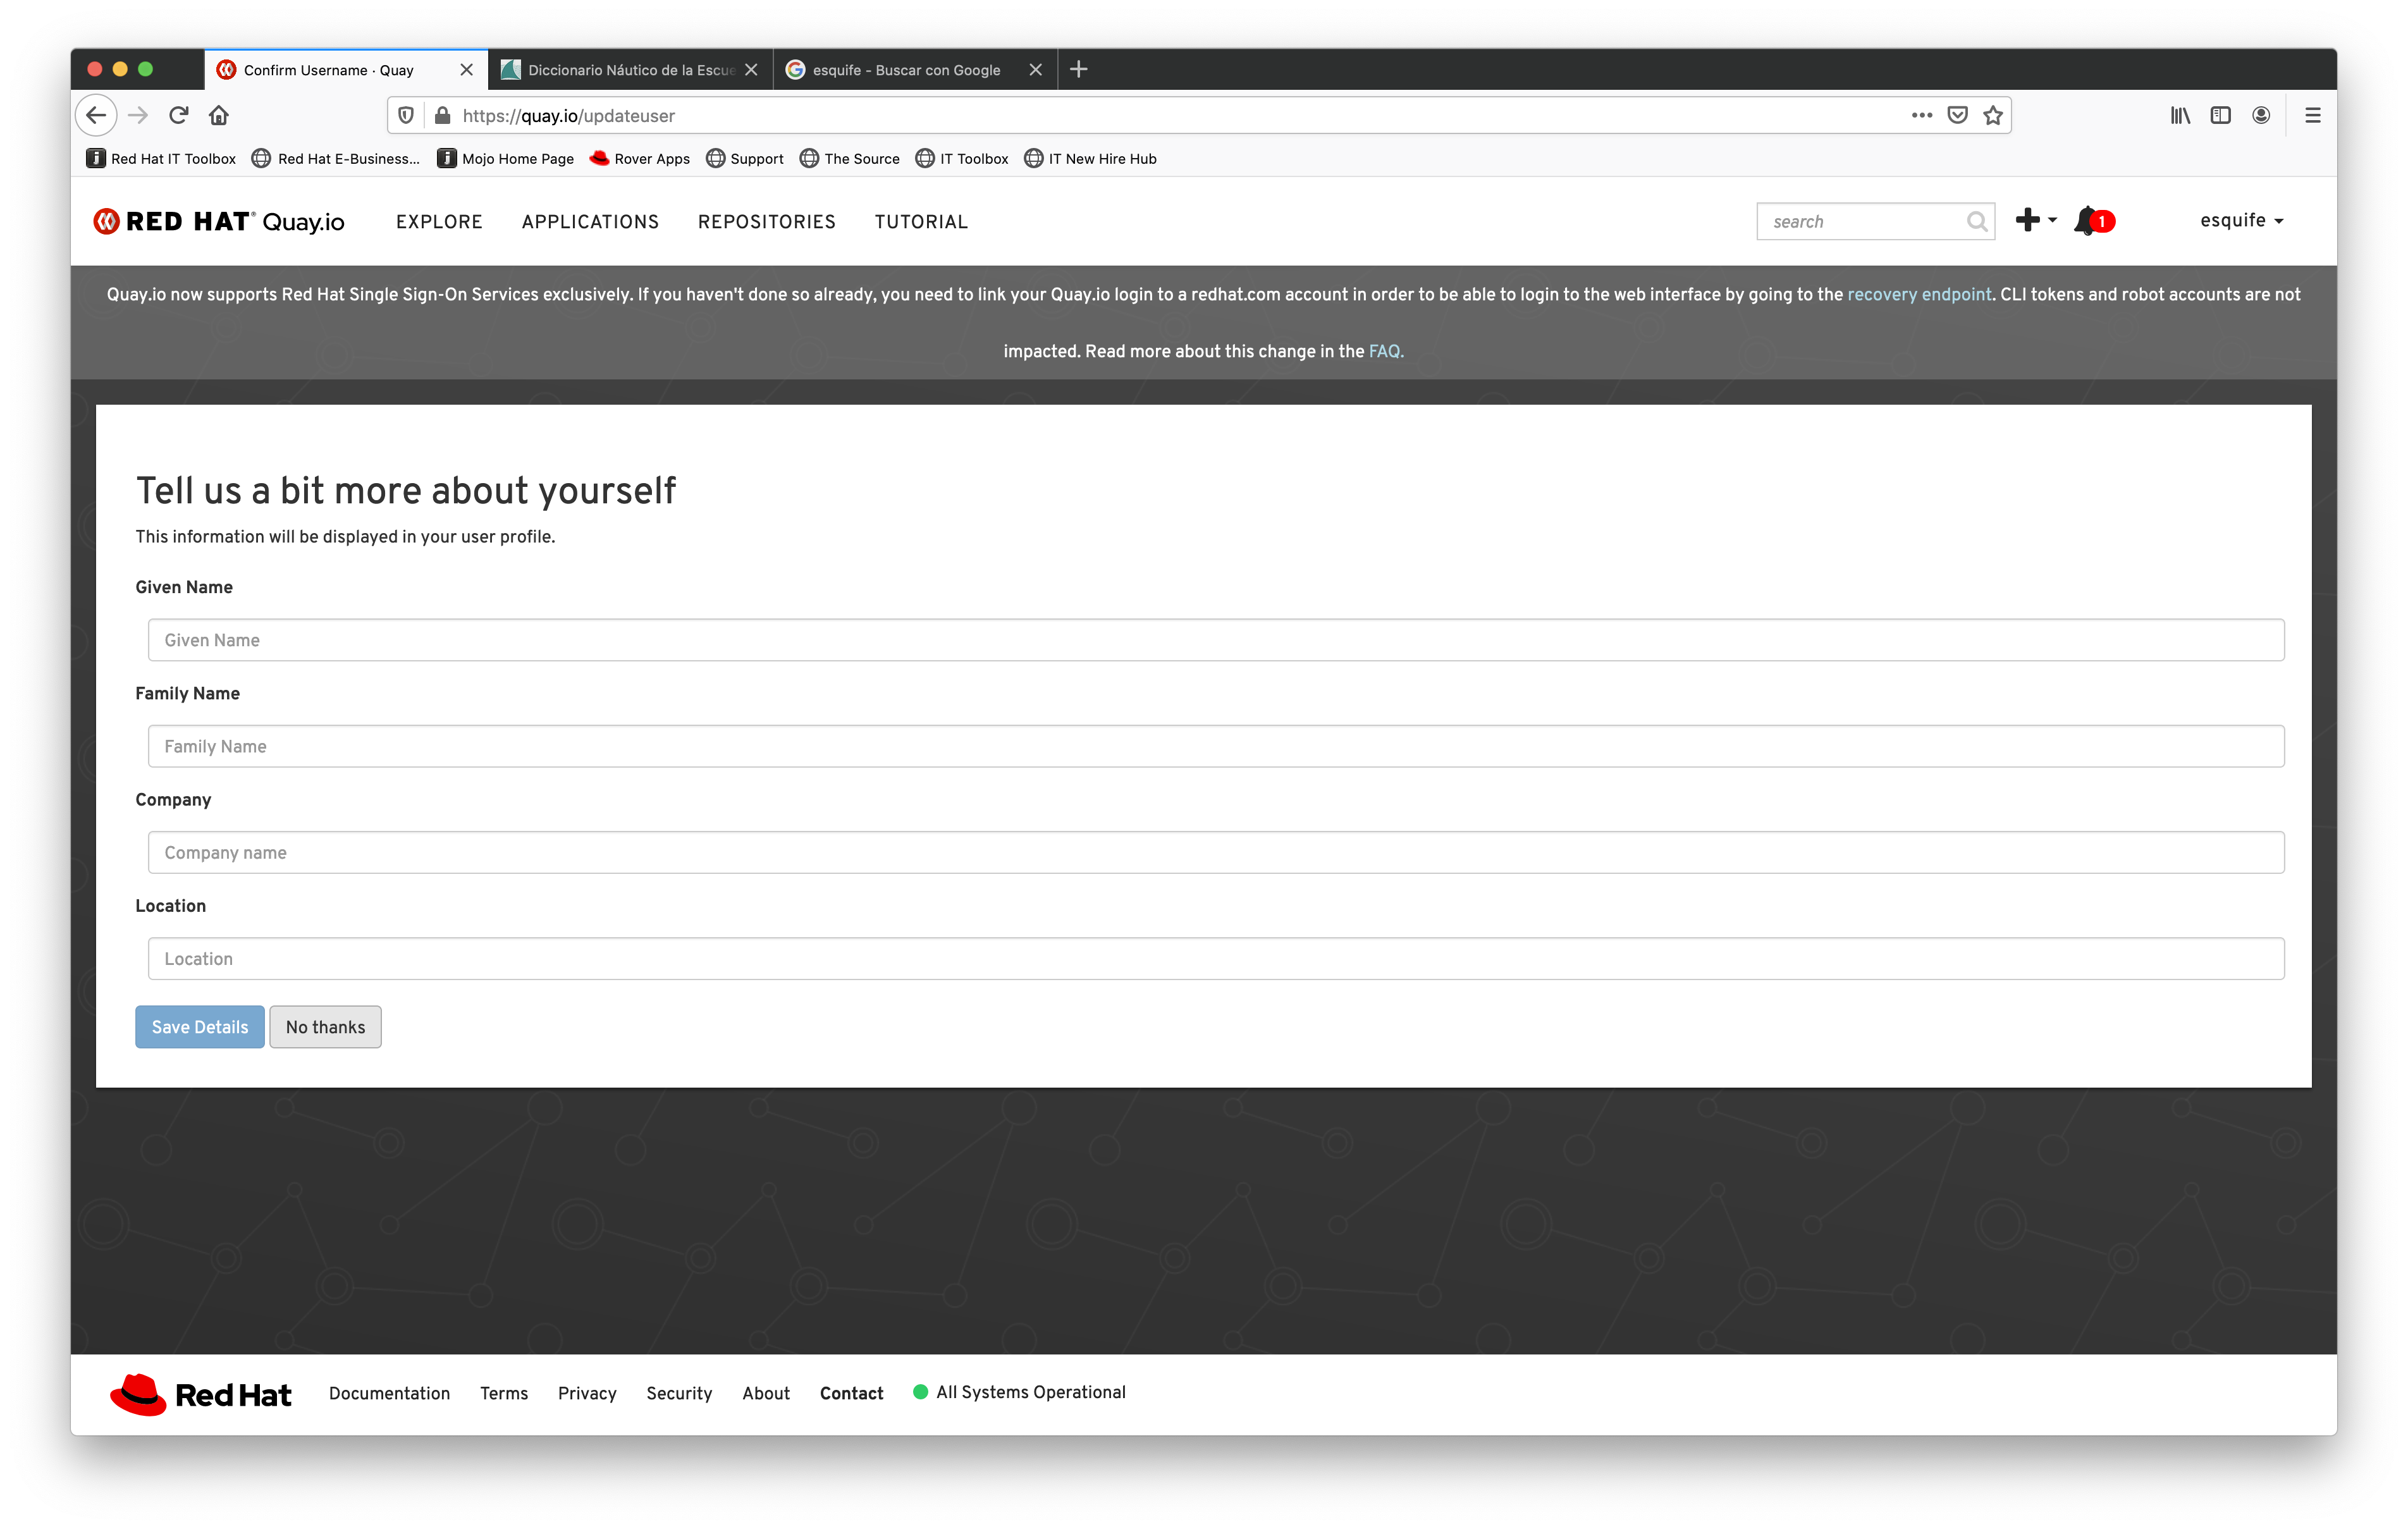 Confirm Username · Quay
Diccionario Náutico de la Escue
esquife - Buscar con Google
https://quay.io/updateuser
Red Hat IT Toolbox
Red Hat E-Business...
Mojo Home Page
Rover Apps
Support
The Source
IT Toolbox
IT New Hire Hub
RED HAT Quay.io
EXPLORE
APPLICATIONS
REPOSITORIES
TUTORIAL
search
1
esquife
Quay.io now supports Red Hat Single Sign-On Services exclusively. If you haven't done so already, you need to link your Quay.io login to a redhat.com account in order to be able to login to the web interface by going to the recovery endpoint. CLI tokens and robot accounts are not
impacted. Read more about this change in the FAQ.
Tell us a bit more about yourself
This information will be displayed in your user profile.
Given Name
Given Name
Family Name
Family Name
Company
Company name
Location
Location
Save Details
No thanks
Red Hat
Documentation
Terms
Privacy
Security
About
Contact
All Systems Operational